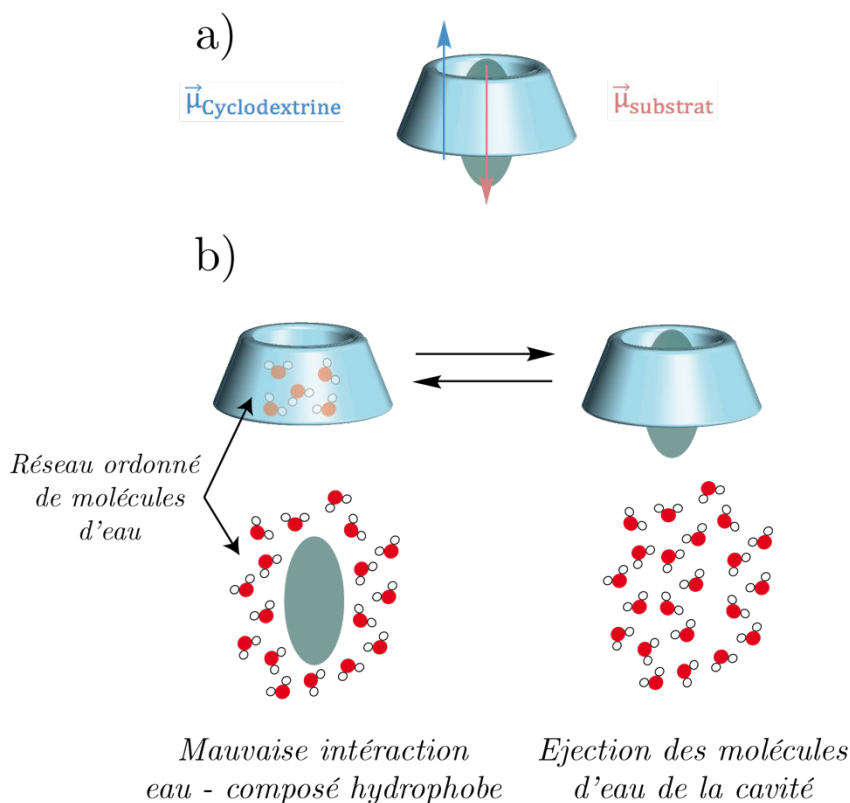 a)
μ⃗Cyclodextrine
μ⃗substrat
b)
Réseau ordonné
de molécules
d'eau
Mauvaise intéraction
eau - composé hydrophobe
Ejection des molécules
d'eau de la cavité